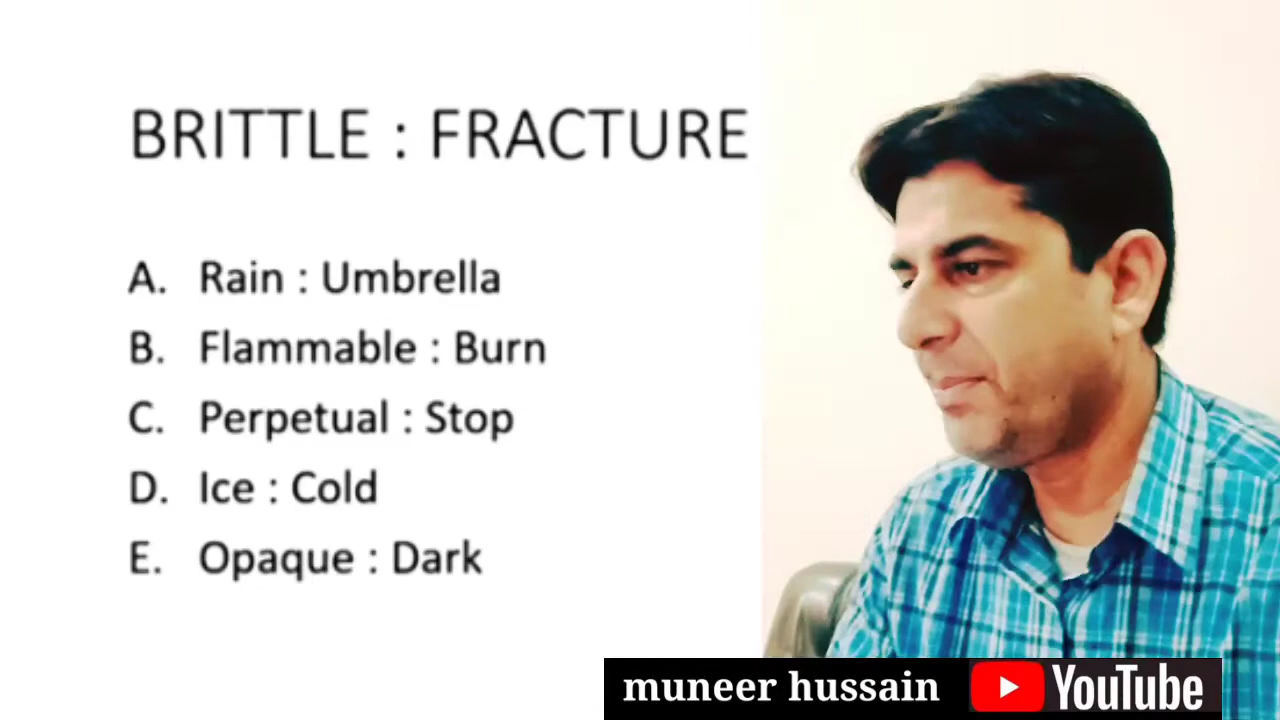 BRITTLE : FRACTURE
A. Rain : Umbrella
B. Flammable : Burn
C. Perpetual : Stop
D. Ice : Cold
E. Opaque : Dark
muneer hussain YouTube